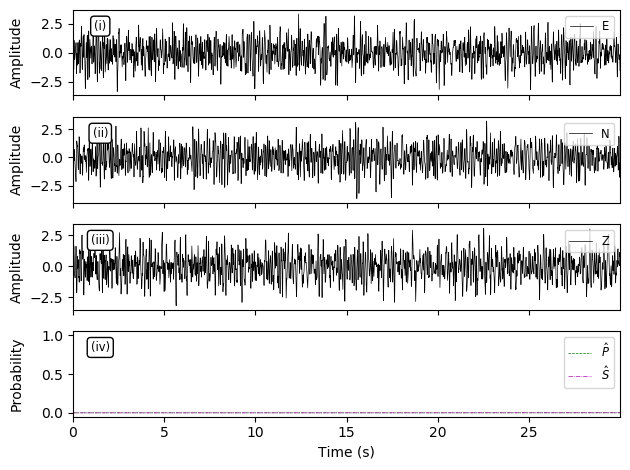 Amplitude
2.5
0.0
−2.5
(i)
E
Amplitude
2.5
0.0
−2.5
(ii)
N
Amplitude
2.5
0.0
−2.5
(iii)
Z
Probability
1.0
0.5
0.0
(iv)
P̂
Ŝ
0 5 10 15 20 25
Time (s)